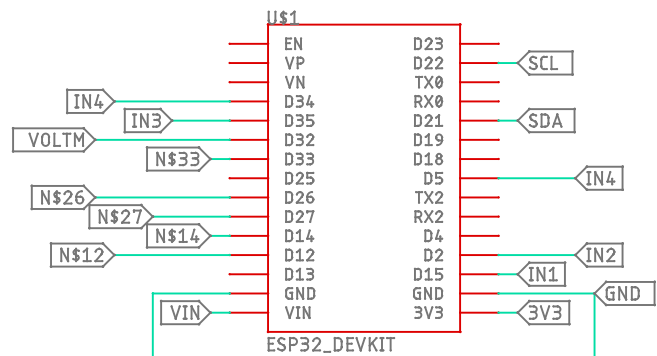 U$1
EN D23
VP D22 SCL
VN TX0
IN4 D34 RX0
IN3 D35 D21 SDA
VOLTM D32 D19
N$33 D33 D18
D25 D5 IN4
N$26 D26 TX2
N$27 D27 RX2
N$14 D14 D4
N$12 D12 D2 IN2
D13 D15 IN1
GND GND GND
VIN VIN 3V3 3V3
ESP32_DEVKIT